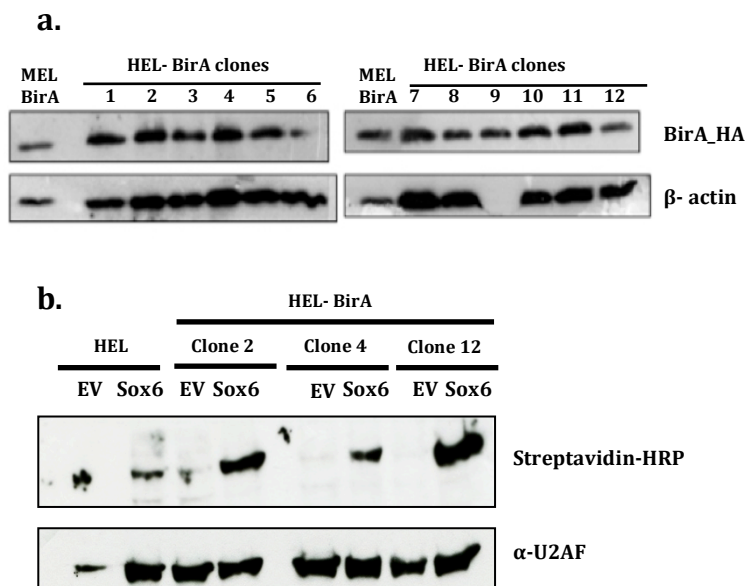 a.
MEL BirA
HEL- BirA clones
1 2 3 4 5 6
MEL BirA
HEL- BirA clones
7 8 9 10 11 12
BirA_HA
β- actin
b.
HEL- BirA
HEL Clone 2 Clone 4 Clone 12
EV Sox6 EV Sox6 EV Sox6 EV Sox6
Streptavidin-HRP
α-U2AF